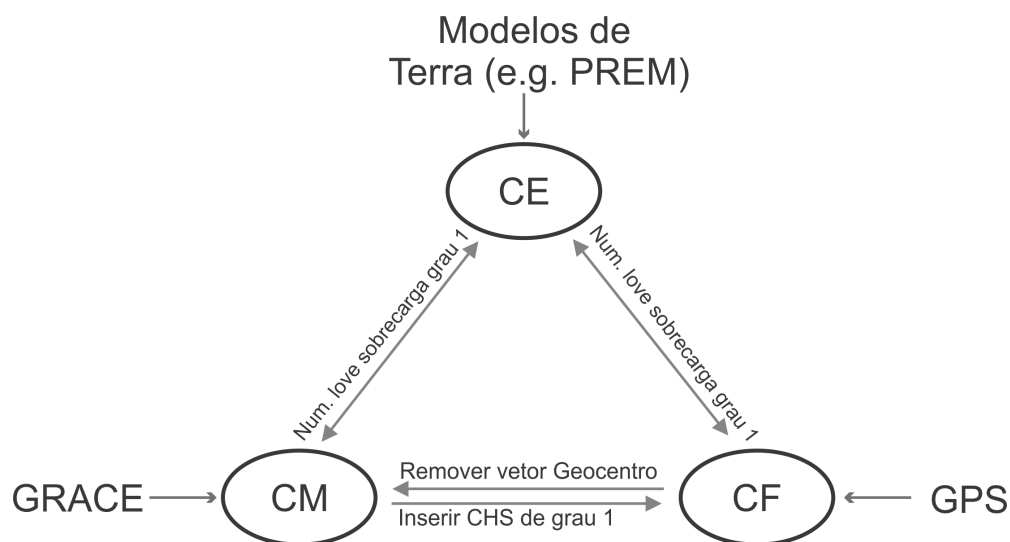 Modelos de
Terra (e.g. PREM)
CE
Num. love sobrecarga grau 1
Num. love sobrecarga grau 1
GRACE
CM
Remover vetor Geocentro
Inserir CHS de grau 1
CF
GPS